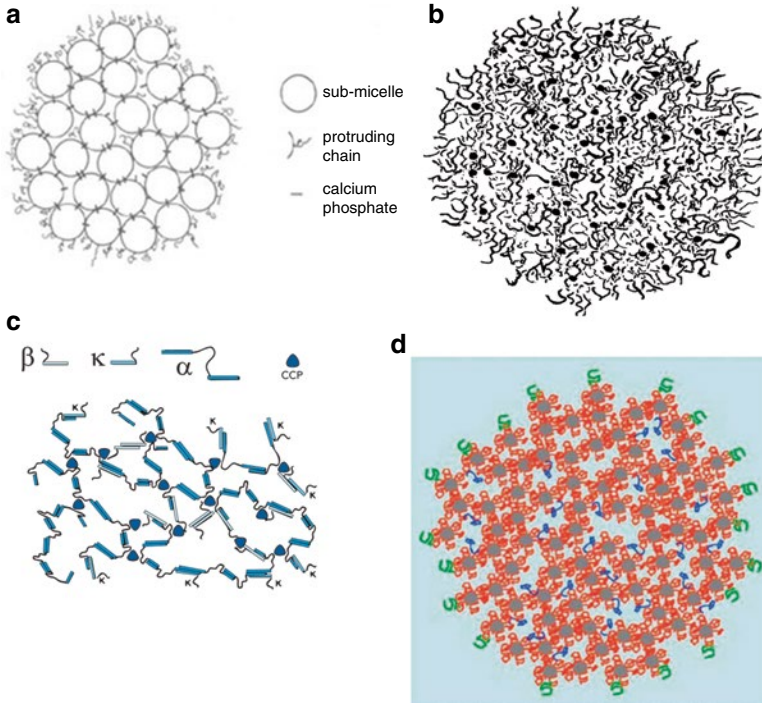 a
sub-micelle
protruding
chain
calcium
phosphate
b
c
β κ α CCP
K
K
K
K
K
K
K
d